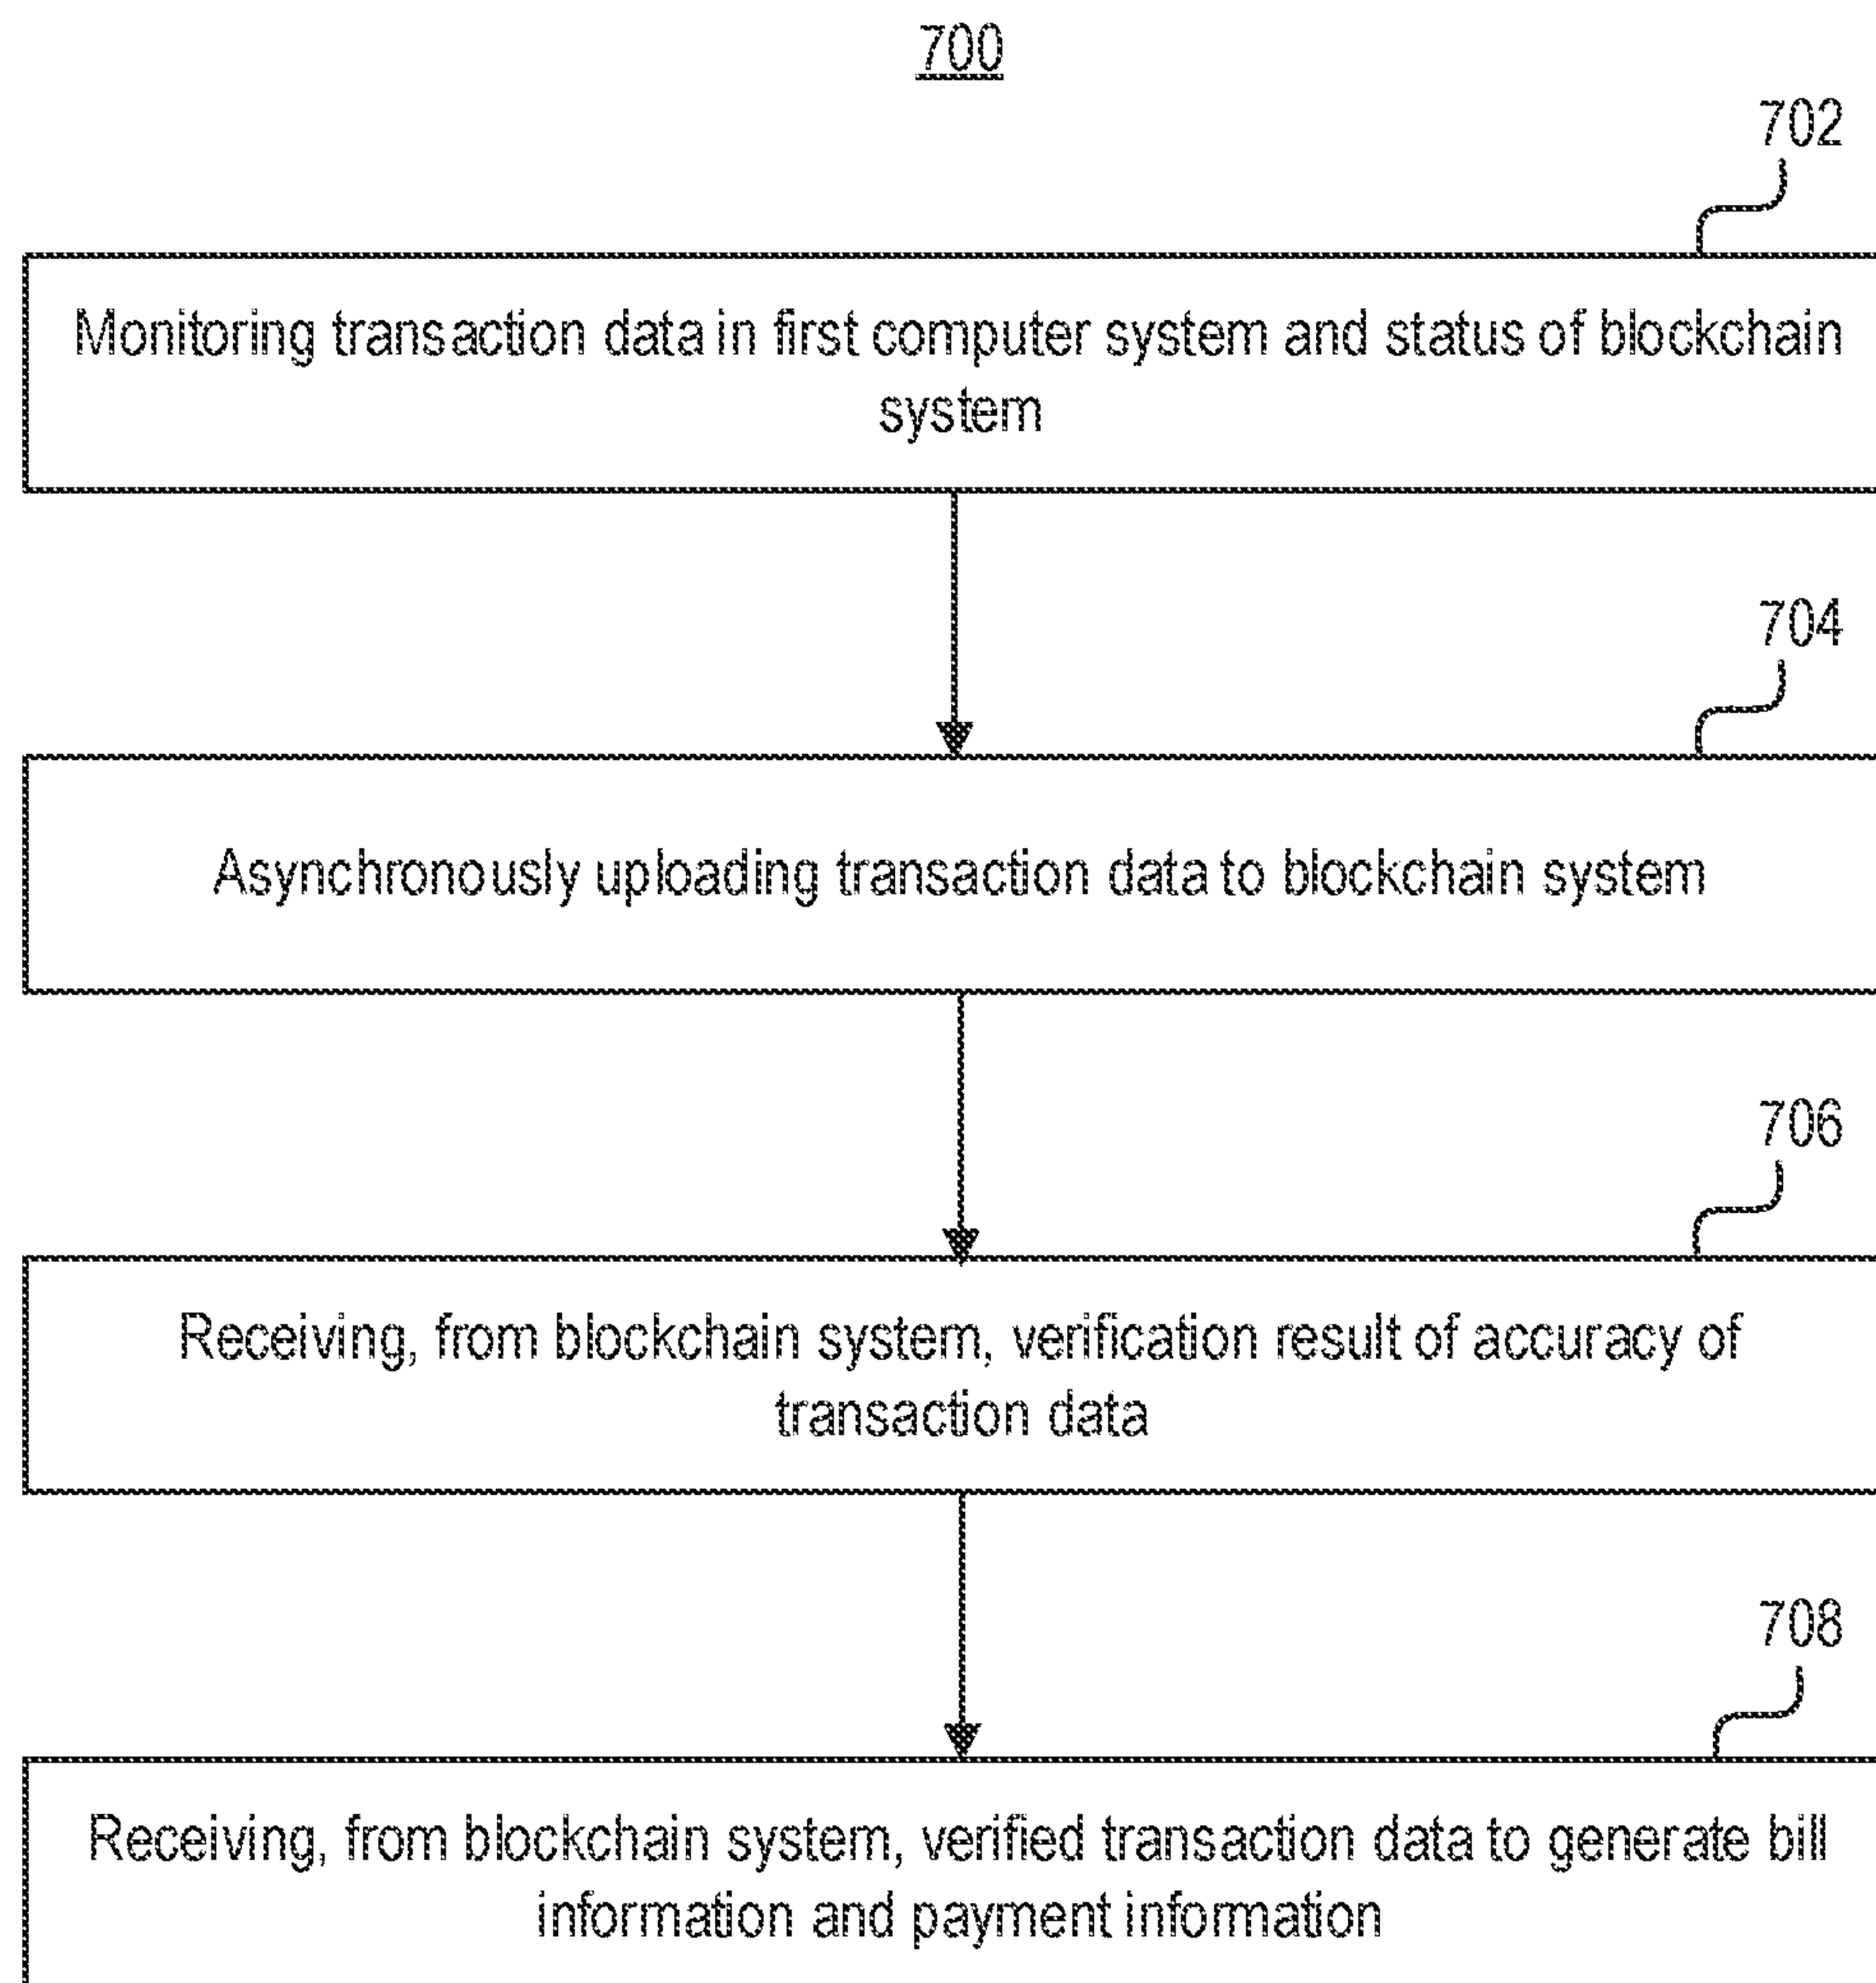 700
702
Monitoring transaction data in first computer system and status of blockchain
system
704
Asynchronously uploading transaction data to blockchain system
706
Receiving, from blockchain system, verification result of accuracy of
transaction data
708
Receiving, from blockchain system, verified transaction data to generate bill
information and payment information